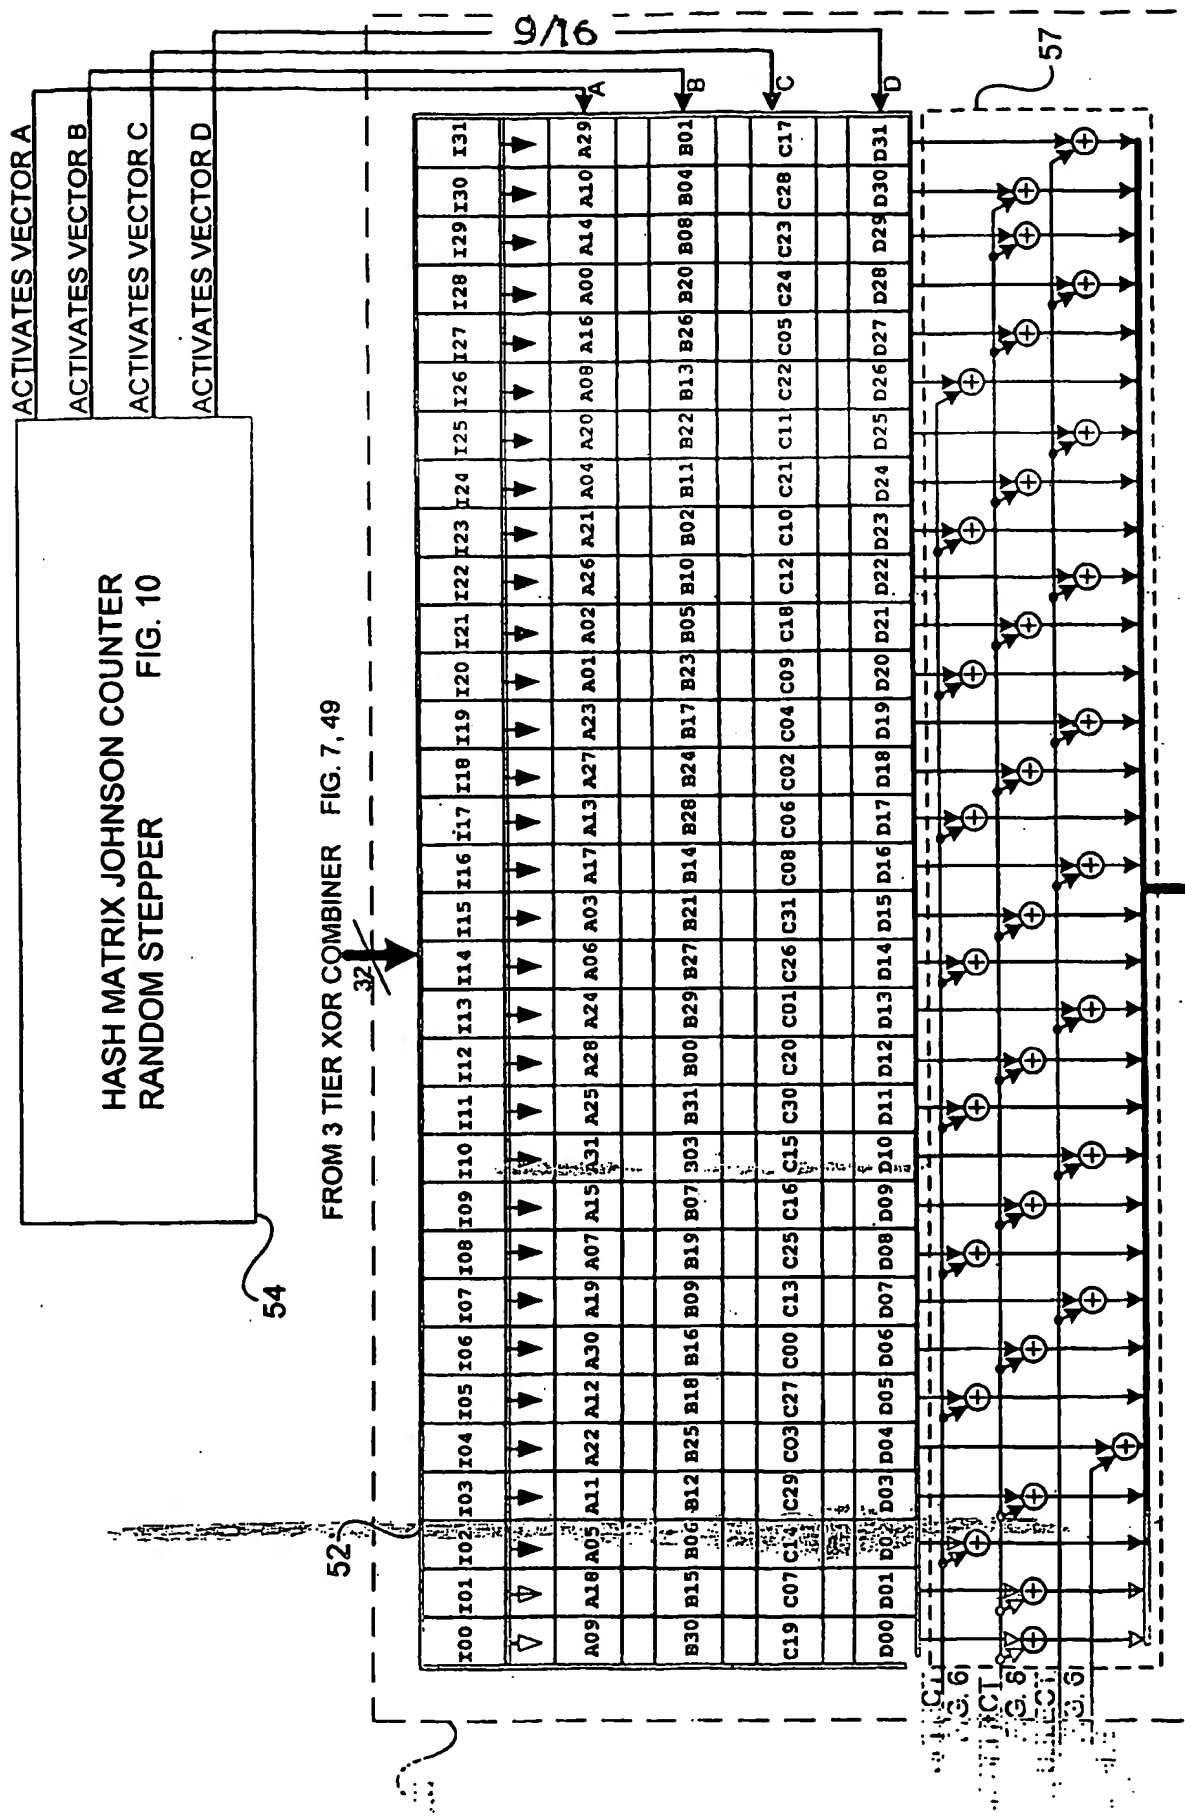 9/16
ACTIVATES VECTOR A
ACTIVATES VECTOR B
ACTIVATES VECTOR C
ACTIVATES VECTOR D
HASH MATRIX JOHNSON COUNTER
RANDOM STEPPER FIG. 10
54
FROM 3 TIER XOR COMBINER FIG. 7, 49
32
52
I00 I01 I02 I03 I04 I05 I06 I07 I08 I09 I10 I11 I12 I13 I14 I15 I16 I17 I18 I19 I20 I21 I22 I23 I24 I25 I26 I27 I28 I29 I30 I31
A09 A18 A05 A11 A22 A12 A30 A19 A07 A15 A31 A25 A28 A24 A06 A03 A17 A13 A27 A23 A01 A02 A26 A21 A04 A20 A08 A16 A00 A14 A10 A29 A
B30 B15 B06 B12 B25 B18 B16 B09 B19 B07 B03 B31 B00 B29 B27 B21 B14 B28 B24 B17 B23 B05 B10 B02 B11 B22 B13 B26 B20 B08 B04 B01 B
C19 C07 C14 C29 C03 C27 C00 C13 C25 C16 C15 C30 C20 C01 C26 C31 C08 C06 C02 C04 C09 C18 C12 C10 C21 C11 C22 C05 C24 C23 C28 C17 C
D00 D01 D02 D03 D04 D05 D06 D07 D08 D09 D10 D11 D12 D13 D14 D15 D16 D17 D18 D19 D20 D21 D22 D23 D24 D25 D26 D27 D28 D29 D30 D31 D
57